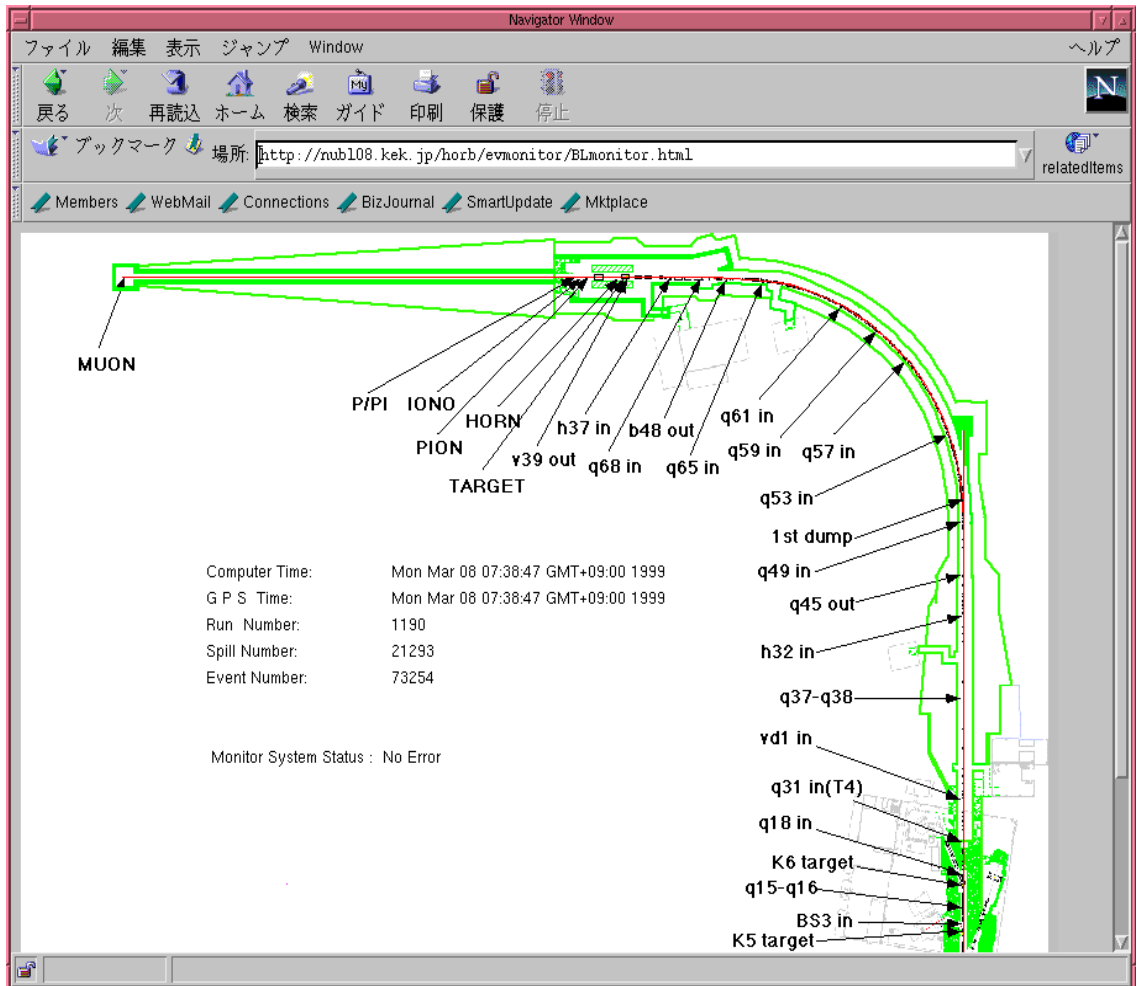 Navigator Window
ファイル 編集 表示 ジャンプ Window ヘルプ
My N
戻る 次 再読込 ホーム 検索 ガイド 印刷 保護 停止
ブックマーク 場所: http://nubl08.kek.jp/horb/evmonitor/BLmonitor.html relatedItems
Members WebMail Connections BizJournal SmartUpdate Mktplace
MUON
P/PI IONO
HORN
PION
TARGET
v39 out
h37 in
q68 in
b48 out
q65 in
q61 in
q59 in
q57 in
q53 in
1st dump
q49 in
q45 out
h32 in
q37-q38
vd1 in
q31 in(T4)
q18 in
K6 target
q15-q16
BS3 in
K5 target
Computer Time: Mon Mar 08 07:38:47 GMT+09:00 1999
G P S Time: Mon Mar 08 07:38:47 GMT+09:00 1999
Run Number: 1190
Spill Number: 21293
Event Number: 73254
Monitor System Status : No Error